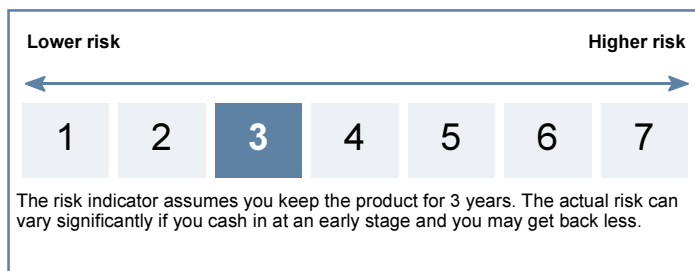 Lower risk Higher risk
1 2 3 4 5 6 7
The risk indicator assumes you keep the product for 3 years. The actual risk can
vary significantly if you cash in at an early stage and you may get back less.